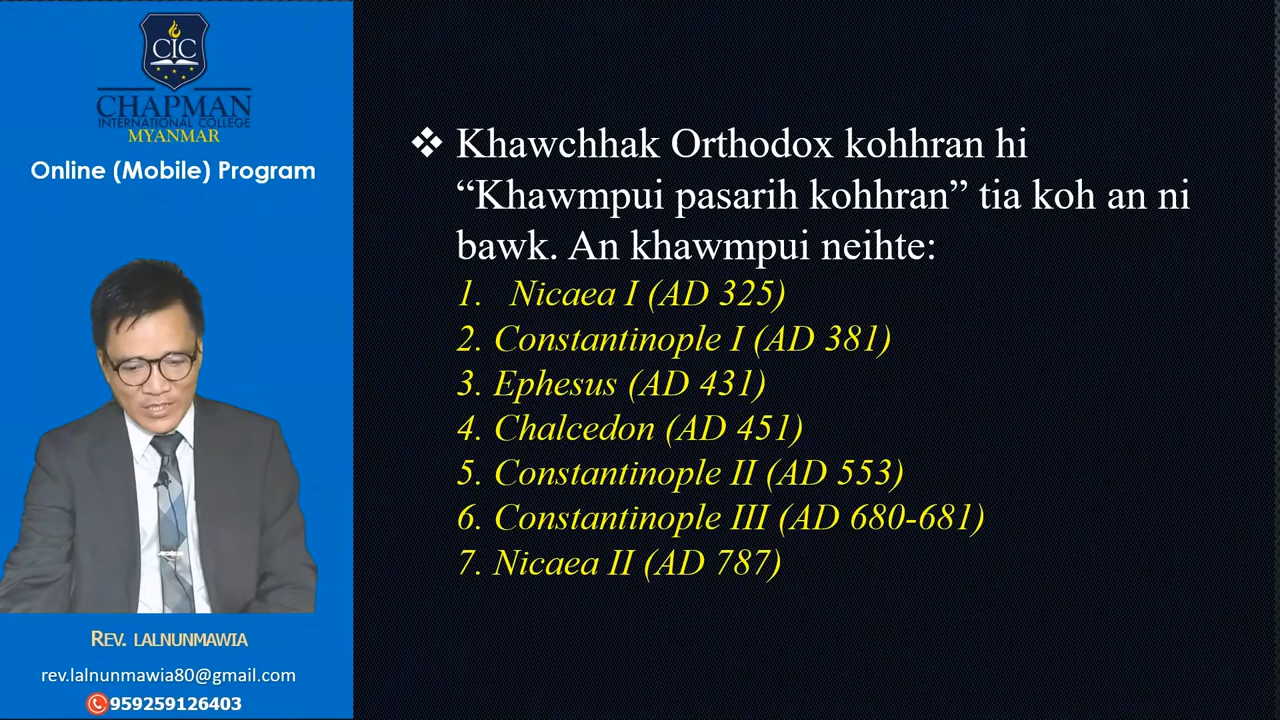 CIC
CHAPMAN
INTERNATIONAL COLLEGE
MYANMAR
Online (Mobile) Program
REV. LALNUNMAWIA
rev.lalnunmawia80@gmail.com
959259126403
❖ Khawchhak Orthodox kohhran hi
“Khawmpui pasarih kohhran” tia koh an ni
bawk. An khawmpui neihte:
1. Nicaea I (AD 325)
2. Constantinople I (AD 381)
3. Ephesus (AD 431)
4. Chalcedon (AD 451)
5. Constantinople II (AD 553)
6. Constantinople III (AD 680-681)
7. Nicaea II (AD 787)